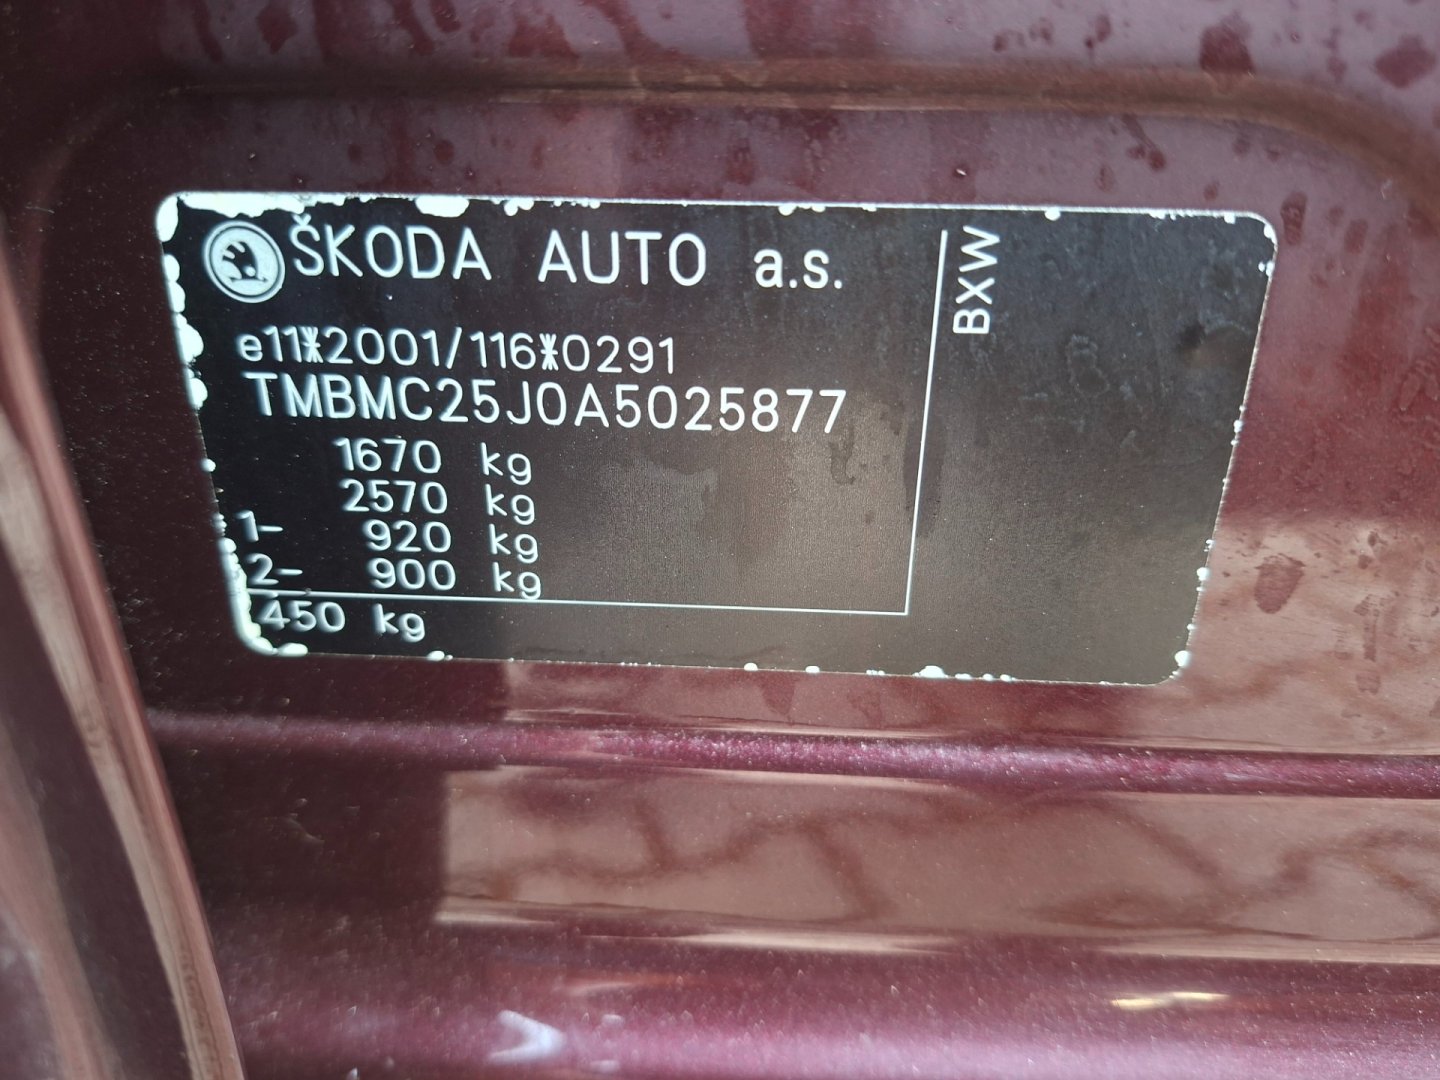 ŠKODA AUTO a.s.
e11*2001/116*0291
TMBMC25J0A5025877
1670 kg
2570 kg
1- 920 kg
2- 900 kg
450 kg
BXW